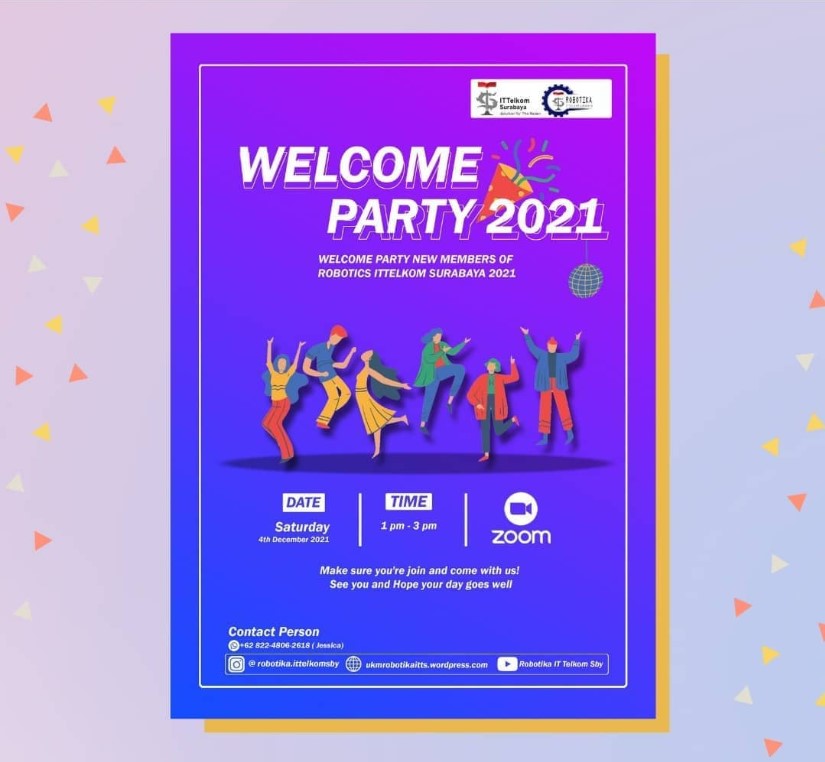 ITTelkom
Surabaya
ROBOTIKA
WELCOME
PARTY 2021
WELCOME PARTY NEW MEMBERS OF
ROBOTICS ITTELKOM SURABAYA 2021
DATE
Saturday
4th December 2021
TIME
1 pm - 3 pm
zoom
Make sure you're join and come with us!
See you and Hope your day goes well
Contact Person
+62 822-4806-2618 ( Jessica)
@ robotika.ittelkomsby
ukmrobotikaitts.wordpress.com
Robotika IT Telkom Sby